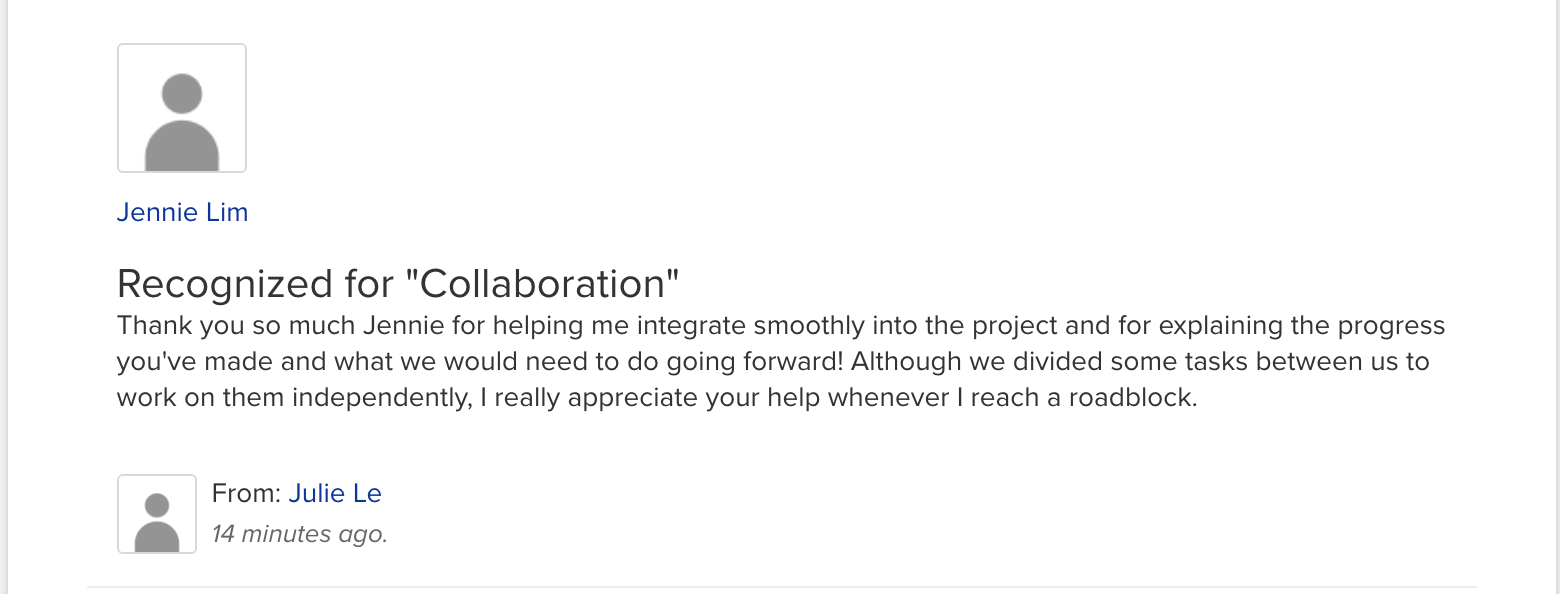 Jennie Lim
Recognized for "Collaboration"
Thank you so much Jennie for helping me integrate smoothly into the project and for explaining the progress
you've made and what we would need to do going forward! Although we divided some tasks between us to
work on them independently, I really appreciate your help whenever I reach a roadblock.
From: Julie Le
14 minutes ago.